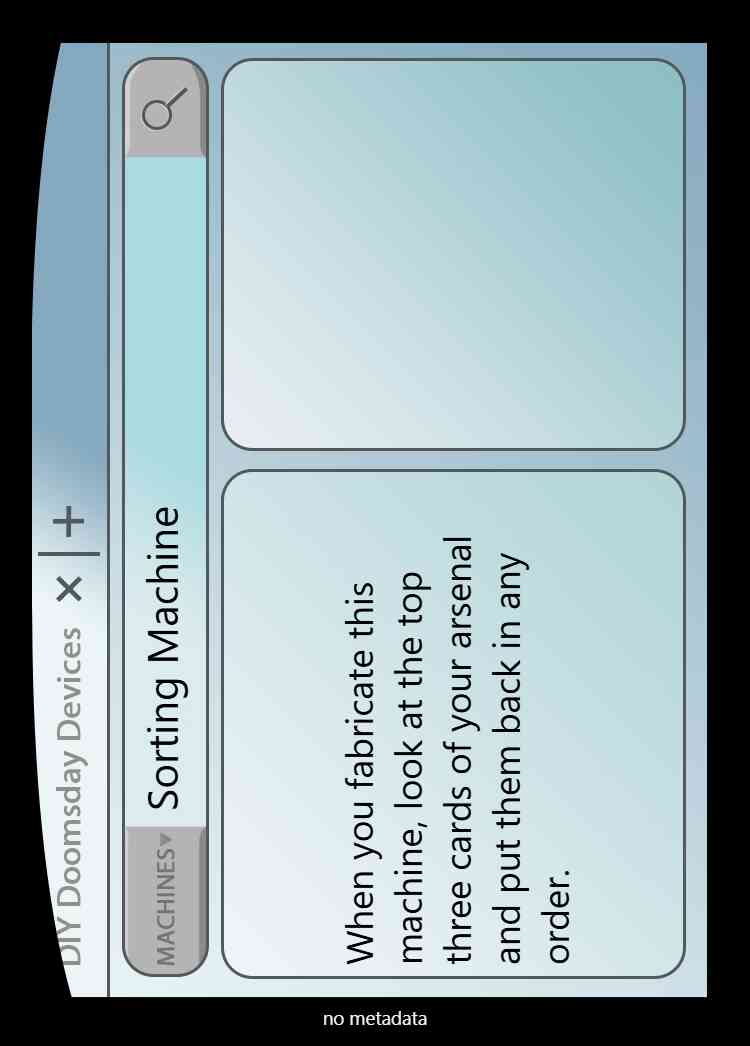 DIY Doomsday Devices × | +
MACHINES▼ Sorting Machine
When you fabricate this
machine, look at the top
three cards of your arsenal
and put them back in any
order.
no metadata